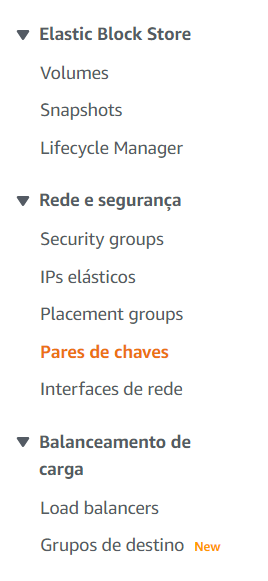 Elastic Block Store
Volumes
Snapshots
Lifecycle Manager
Rede e segurança
Security groups
IPs elásticos
Placement groups
Pares de chaves
Interfaces de rede
Balanceamento de
carga
Load balancers
Grupos de destino New